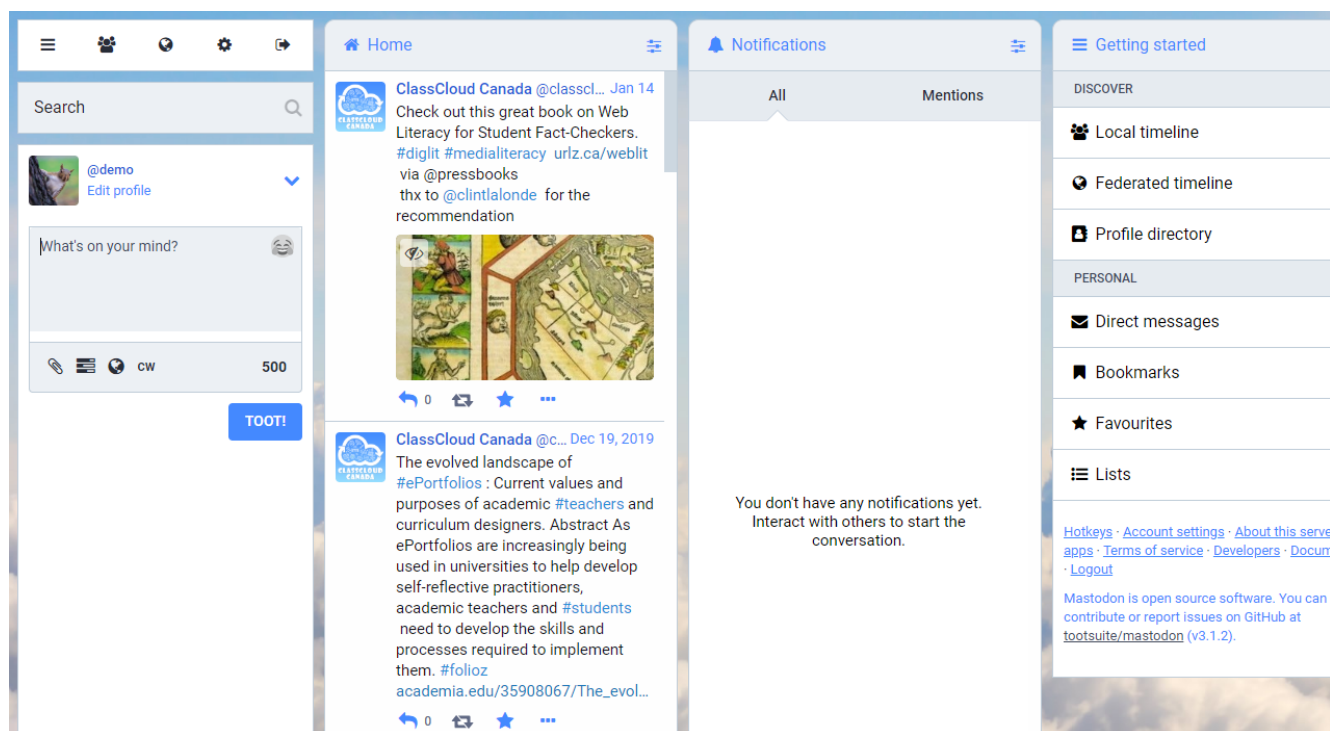 Search
@demo
Edit profile
What's on your mind?
CW
500
TOOT!
Home
ClassCloud Canada @classcl... Jan 14
Check out this great book on Web
Literacy for Student Fact-Checkers.
#diglit #medialiteracy urlz.ca/weblit
via @pressbooks
thx to @clintlalonde for the
recommendation
0
ClassCloud Canada @c... Dec 19, 2019
The evolved landscape of
#ePortfolios : Current values and
purposes of academic #teachers and
curriculum designers. Abstract As
ePortfolios are increasingly being
used in universities to help develop
self-reflective practitioners,
academic teachers and #students
need to develop the skills and
processes required to implement
them. #folioz
academia.edu/35908067/The_evol...
0
CLASSCLOUD
CANADA
CLASSCLOUD
CANADA
Notifications
All
Mentions
You don't have any notifications yet.
Interact with others to start the
conversation.
Getting started
DISCOVER
Local timeline
Federated timeline
Profile directory
PERSONAL
Direct messages
Bookmarks
Favourites
Lists
Hotkeys · Account settings · About this serve
apps · Terms of service · Developers · Docum
· Logout
Mastodon is open source software. You can
contribute or report issues on GitHub at
tootsuite/mastodon (v3.1.2).